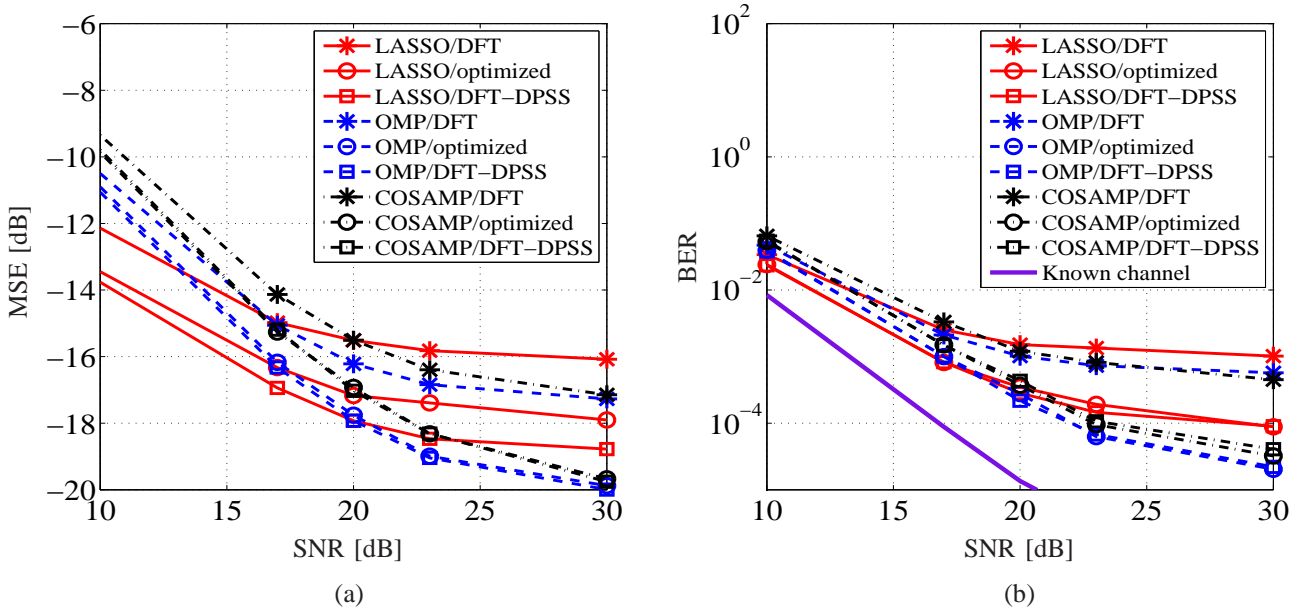 −6
−8
−10
−12
−14
−16
−18
−20
MSE [dB]
10
15
20
25
30
SNR [dB]
LASSO/DFT
LASSO/optimized
LASSO/DFT−DPSS
OMP/DFT
OMP/optimized
OMP/DFT−DPSS
COSAMP/DFT
COSAMP/optimized
COSAMP/DFT−DPSS
(a)
10^2
10^0
10^−2
10^−4
BER
10
15
20
25
30
SNR [dB]
LASSO/DFT
LASSO/optimized
LASSO/DFT−DPSS
OMP/DFT
OMP/optimized
OMP/DFT−DPSS
COSAMP/DFT
COSAMP/optimized
COSAMP/DFT−DPSS
Known channel
(b)